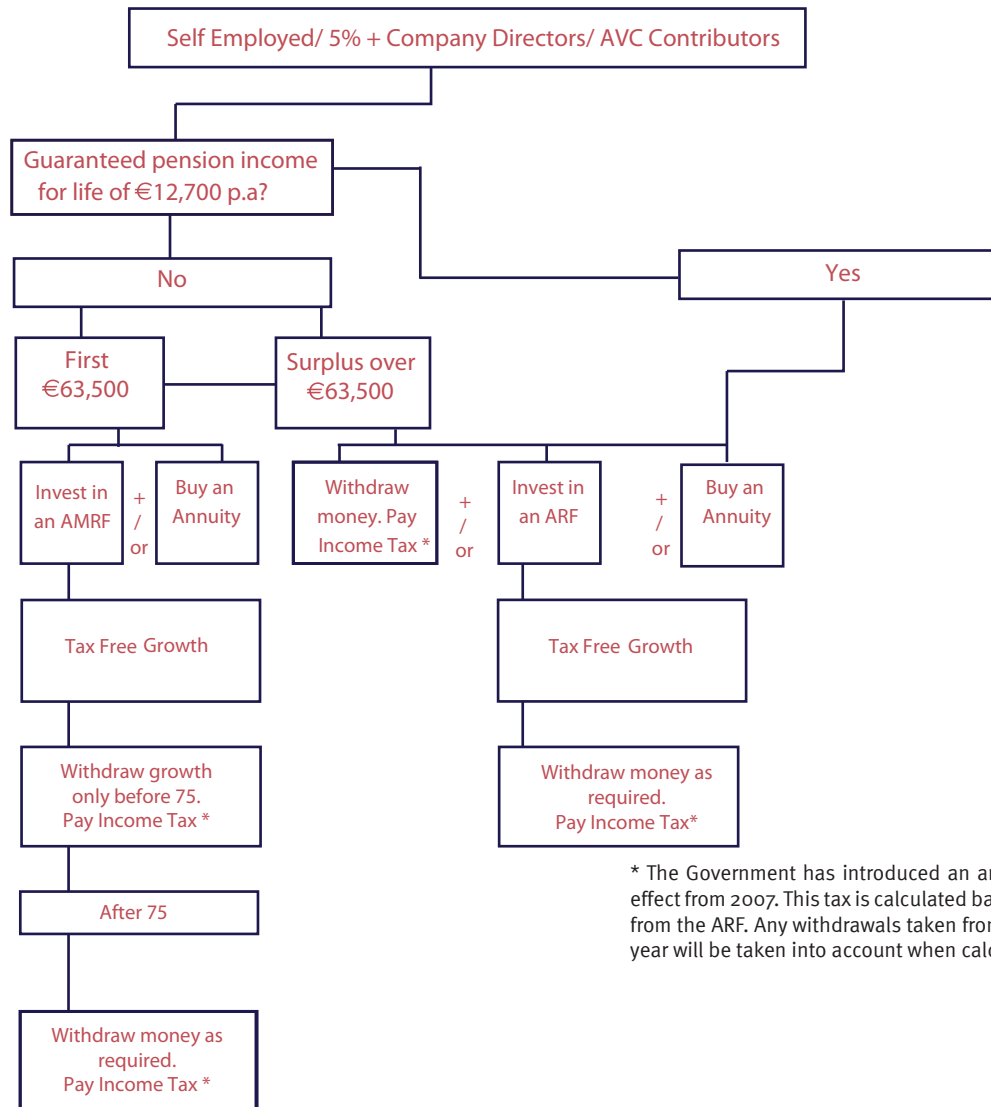 Self Employed/ 5% + Company Directors/ AVC Contributors
Guaranteed pension income
for life of €12,700 p.a?
No
Yes
First
€63,500
Surplus over
€63,500
Invest in
an AMRF
+
/
or
Buy an
Annuity
Withdraw
money. Pay
Income Tax *
+
/
or
Invest in
an ARF
+
/
or
Buy an
Annuity
Tax Free Growth
Tax Free Growth
Withdraw growth
only before 75.
Pay Income Tax *
Withdraw money as
required.
Pay Income Tax*
After 75
Withdraw money as
required.
Pay Income Tax *
* The Government has introduced an
effect from 2007. This tax is calculated
from the ARF. Any withdrawals taken
year will be taken into account when